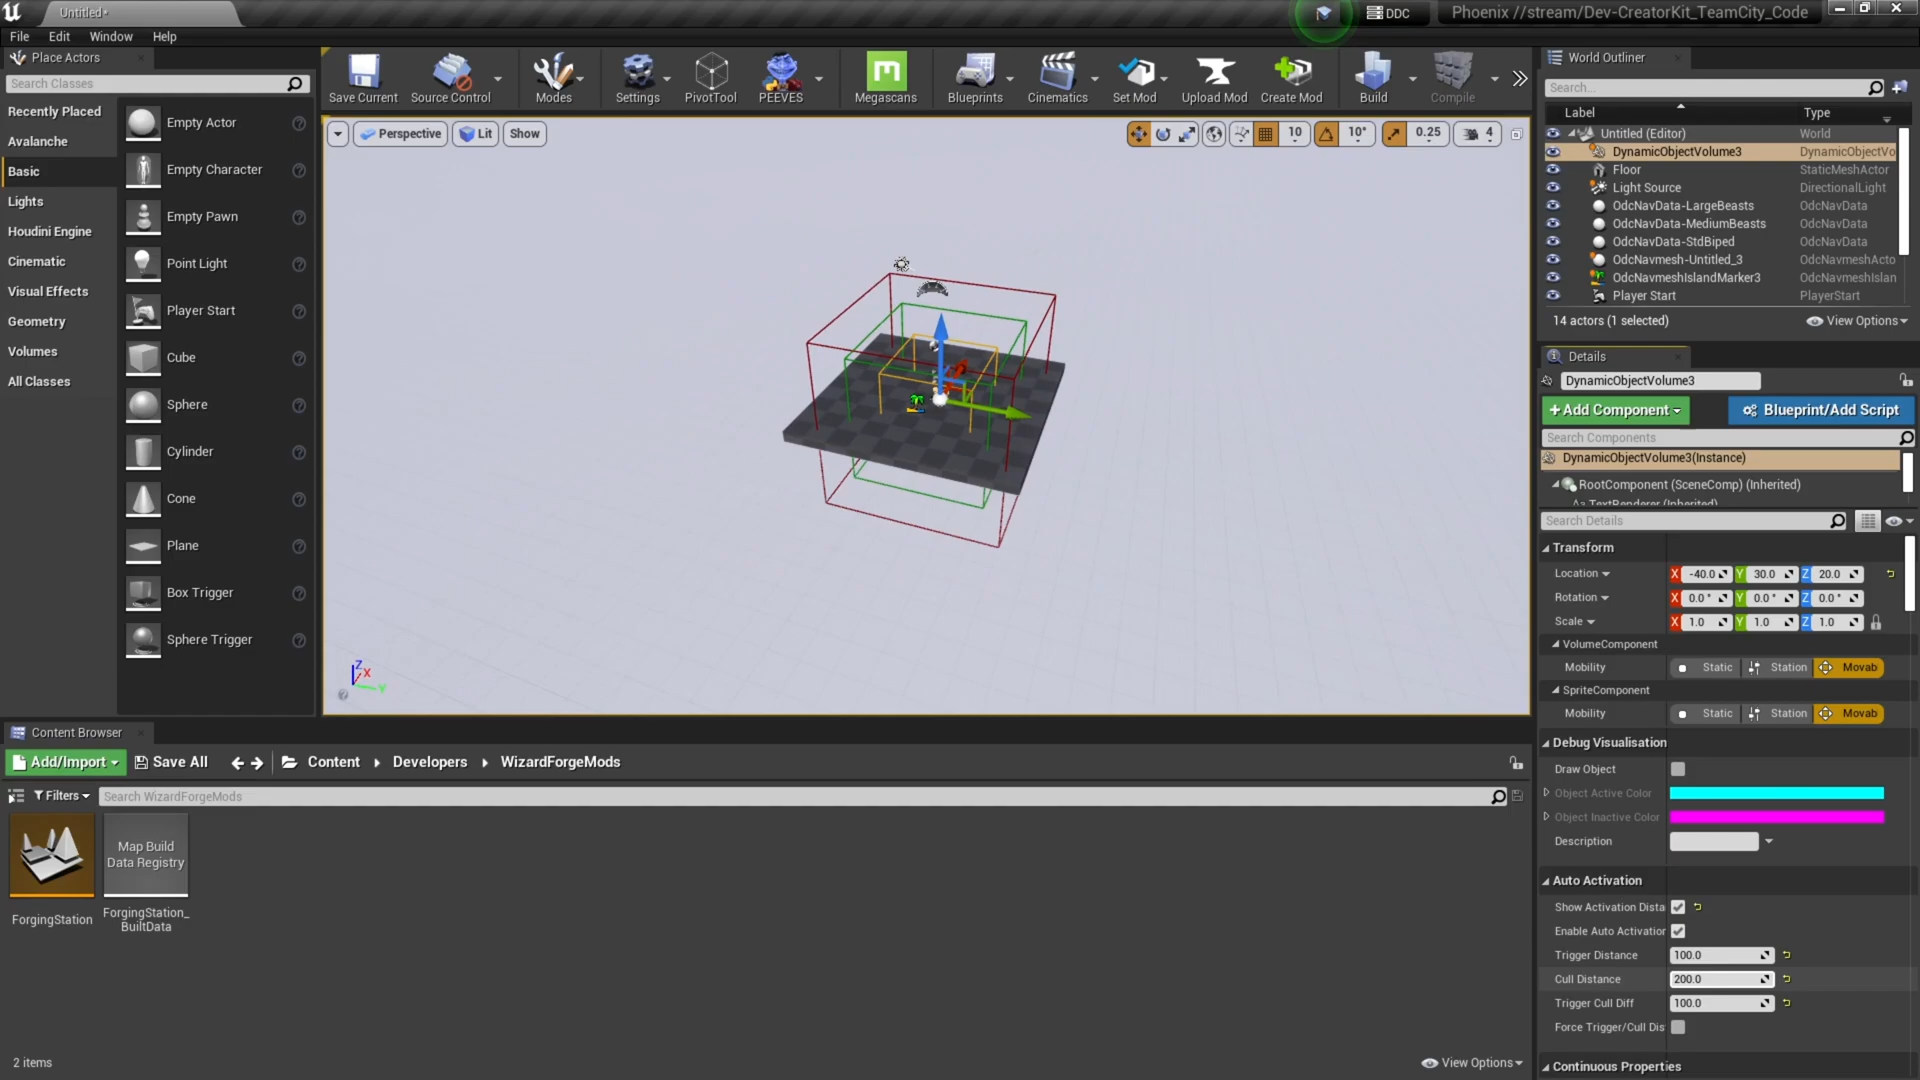 Untitled*
DDC
Phoenix //stream/Dev-CreatorKit_TeamCity_Code
File
Edit
Window
Help
Place Actors
Search Classes
Recently Placed
Avalanche
Basic
Lights
Houdini Engine
Cinematic
Visual Effects
Geometry
Volumes
All Classes
Empty Actor
Empty Character
Empty Pawn
Point Light
Player Start
Cube
Sphere
Cylinder
Cone
Plane
Box Trigger
Sphere Trigger
Save Current
Source Control
Modes
Settings
PivotTool
PEEVES
Megascans
Blueprints
Cinematics
Set Mod
Upload Mod
Create Mod
Build
Compile
Perspective
Lit
Show
10
10°
0.25
4
Z
X
Y
World Outliner
Search...
Label
Type
Untitled (Editor)
World
DynamicObjectVolume3
DynamicObjectVo
Floor
StaticMeshActor
Light Source
DirectionalLight
OdcNavData-LargeBeasts
OdcNavData
OdcNavData-MediumBeasts
OdcNavData
OdcNavData-StdBiped
OdcNavData
OdcNavmesh-Untitled_3
OdcNavmeshActo
OdcNavmeshIslandMarker3
OdcNavmeshIslan
Player Start
PlayerStart
14 actors (1 selected)
View Options
Details
DynamicObjectVolume3
+Add Component
Blueprint/Add Script
Search Components
DynamicObjectVolume3(Instance)
RootComponent (SceneComp) (Inherited)
TextRenderer (Inherited)
Search Details
Transform
Location
X -40.0 Y 30.0 Z 20.0
Rotation
X 0.0° Y 0.0° Z 0.0°
Scale
X 1.0 Y 1.0 Z 1.0
VolumeComponent
Mobility
Static
Station
Movab
SpriteComponent
Mobility
Static
Station
Movab
Debug Visualisation
Draw Object
Object Active Color
Object Inactive Color
Description
Auto Activation
Show Activation Dista
Enable Auto Activation
Trigger Distance
100.0
Cull Distance
200.0
Trigger Cull Diff
100.0
Force Trigger/Cull Dis
Continuous Properties
Content Browser
Add/Import
Save All
Content
Developers
WizardForgeMods
Filters
Search WizardForgeMods
Map Build
Data Registry
ForgingStation
ForgingStation_
BuiltData
2 items
View Options